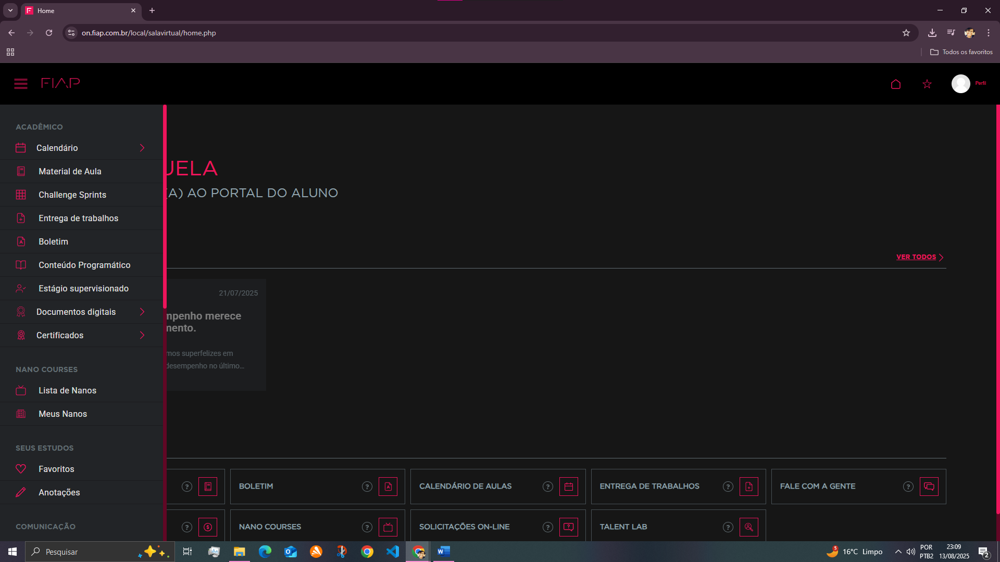 Home
on.fiap.com.br/local/salavirtual/home.php
Todos os favoritos
FIAP
Perfil
ACADÊMICO
Calendário
Material de Aula
Challenge Sprints
Entrega de trabalhos
Boletim
Conteúdo Programático
Estágio supervisionado
Documentos digitais
Certificados
NANO COURSES
Lista de Nanos
Meus Nanos
SEUS ESTUDOS
Favoritos
Anotações
COMUNICAÇÃO
UELA
(A) AO PORTAL DO ALUNO
VER TODOS
21/07/2025
mpenho merece
mento.
mos superfelizes em
desempenho no último...
? BOLETIM ? CALENDÁRIO DE AULAS ? ENTREGA DE TRABALHOS ? FALE COM A GENTE ?
? NANO COURSES ? SOLICITAÇÕES ON-LINE ? TALENT LAB ?
Pesquisar
5
16°C Limpo
POR
PTB2
23:09
13/08/2025
2